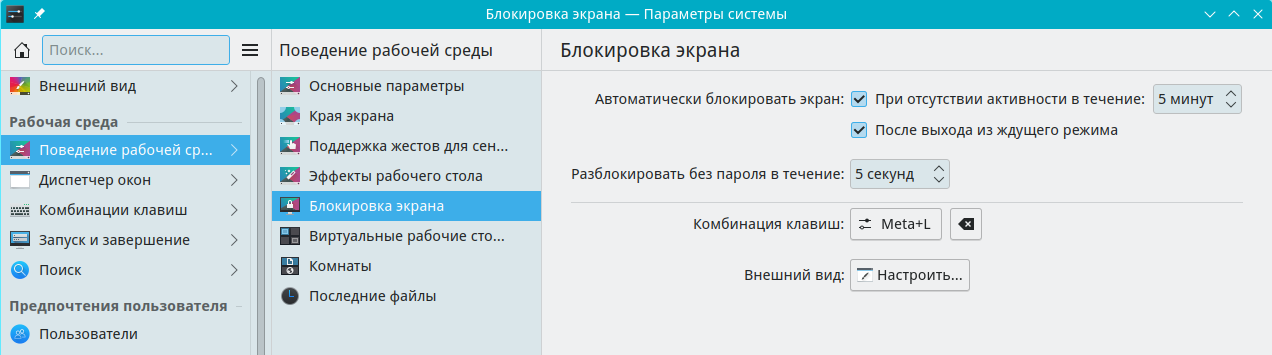 Блокировка экрана — Параметры системы
Поиск...
Внешний вид
Рабочая среда
Поведение рабочей ср...
Диспетчер окон
Комбинации клавиш
Запуск и завершение
Поиск
Предпочтения пользователя
Пользователи
Поведение рабочей среды
Основные параметры
Края экрана
Поддержка жестов для сен...
Эффекты рабочего стола
Блокировка экрана
Виртуальные рабочие сто...
Комнаты
Последние файлы
Блокировка экрана
Автоматически блокировать экран: При отсутствии активности в течение: 5 минут
После выхода из ждущего режима
Разблокировать без пароля в течение: 5 секунд
Комбинация клавиш: Meta+L
Внешний вид: Настроить...